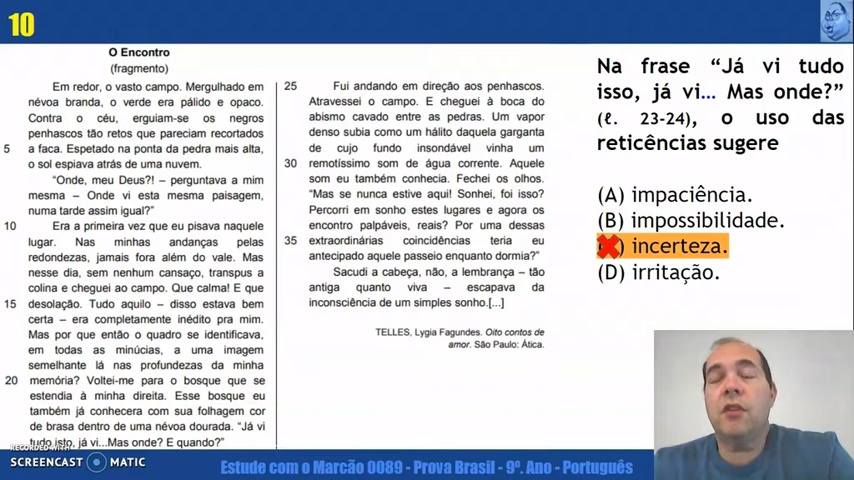 10
O Encontro
(fragmento)
Em redor, o vasto campo. Mergulhado em
névoa branda, o verde era pálido e opaco.
Contra o céu, erguiam-se os negros
penhascos tão retos que pareciam recortados
5 a faca. Espetado na ponta da pedra mais alta,
o sol espiava atrás de uma nuvem.
"Onde, meu Deus?! – perguntava a mim
mesma – Onde vi esta mesma paisagem,
numa tarde assim igual?"
10 Era a primeira vez que eu pisava naquele
lugar. Nas minhas andanças pelas
redondezas, jamais fora além do vale. Mas
nesse dia, sem nenhum cansaço, transpus a
colina e cheguei ao campo. Que calma! E que
15 desolação. Tudo aquilo – disso estava bem
certa – era completamente inédito pra mim.
Mas por que então o quadro se identificava,
em todas as minúcias, a uma imagem
semelhante lá nas profundezas da minha
20 memória? Voltei-me para o bosque que se
estendia à minha direita. Esse bosque eu
também já conhecera com sua folhagem cor
de brasa dentro de uma névoa dourada. "Já vi
tudo isto, já vi...Mas onde? E quando?"
25 Fui andando em direção aos penhascos.
Atravessei o campo. E cheguei à boca do
abismo cavado entre as pedras. Um vapor
denso subia como um hálito daquela garganta
de cujo fundo insondável vinha um
30 remotíssimo som de água corrente. Aquele
som eu também conhecia. Fechei os olhos.
"Mas se nunca estive aqui! Sonhei, foi isso?
Percorri em sonho estes lugares e agora os
encontro palpáveis, reais? Por uma dessas
35 extraordinárias coincidências teria eu
antecipado aquele passeio enquanto dormia?"
Sacudi a cabeça, não, a lembrança – tão
antiga quanto viva – escapava da
inconsciência de um simples sonho.[...]
TELLES, Lygia Fagundes. Oito contos de
amor. São Paulo: Ática.
Na frase "Já vi tudo
isso, já vi... Mas onde?"
(ℓ. 23-24), o uso das
reticências sugere
(A) impaciência.
(B) impossibilidade.
) incerteza.
(D) irritação.
RECORDED WITH
SCREENCAST MATIC
Estude com o Marcão 0089 - Prova Brasil - 9º. Ano - Português